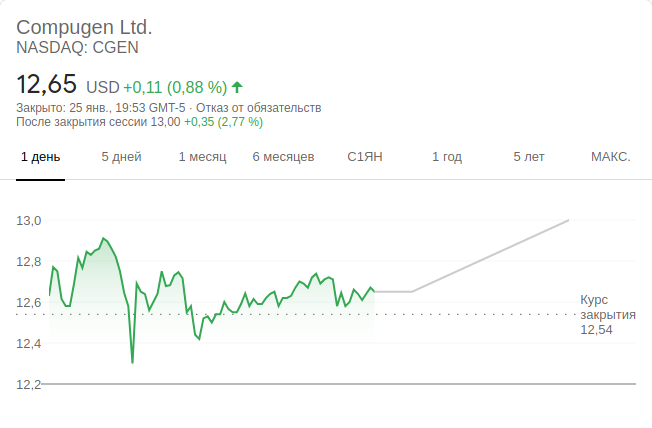 Compugen Ltd.
NASDAQ: CGEN
12,65 USD +0,11 (0,88 %)
Закрыто: 25 янв., 19:53 GMT-5 · Отказ от обязательств
После закрытия сессии 13,00 +0,35 (2,77 %)
1 день 5 дней 1 месяц 6 месяцев С1ЯН 1 год 5 лет МАКС.
13,0
12,8
12,6
Курс
закрытия
12,54
12,4
12,2